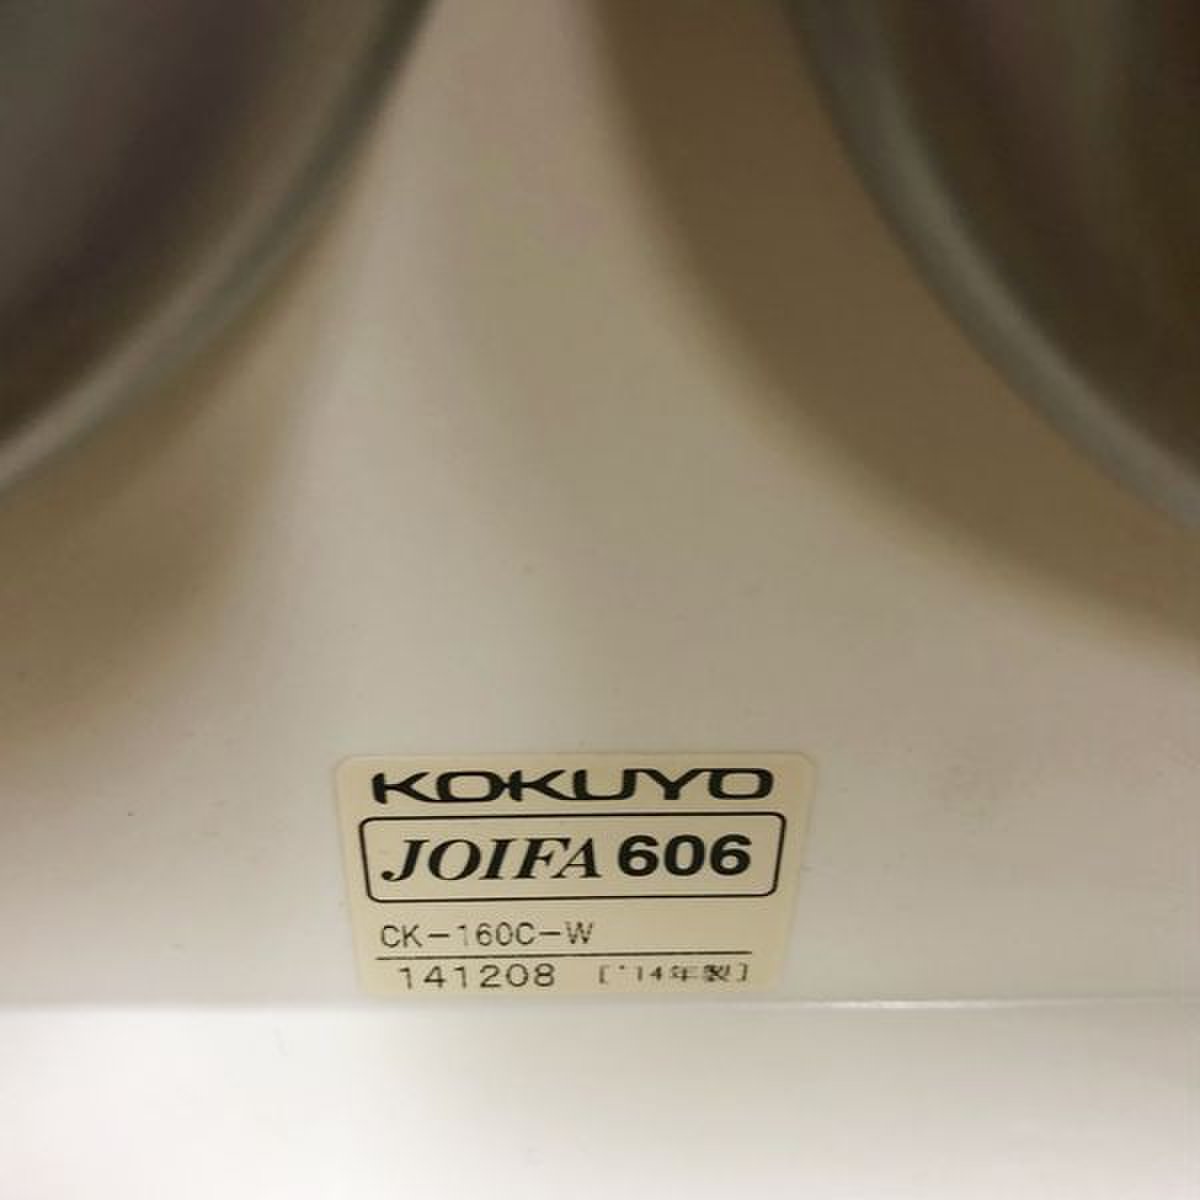 KOKUYO
JOIFA 606
CK-160C-W
141208 ['14年製]